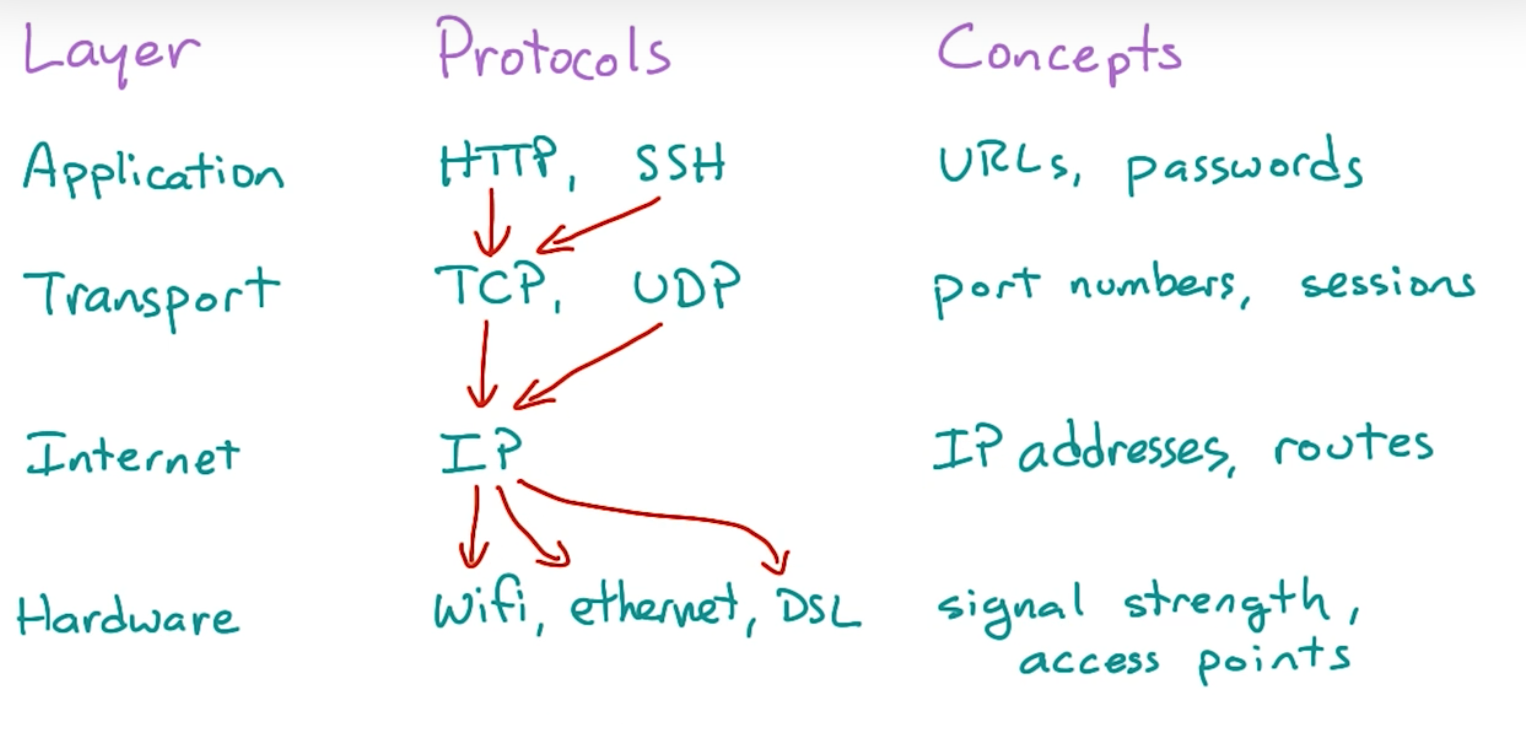 Layer Protocols Concepts
Application HTTP, SSH URLs, passwords
Transport TCP, UDP port numbers, sessions
Internet IP IP addresses, routes
Hardware Wifi, ethernet, DSL signal strength,
access points